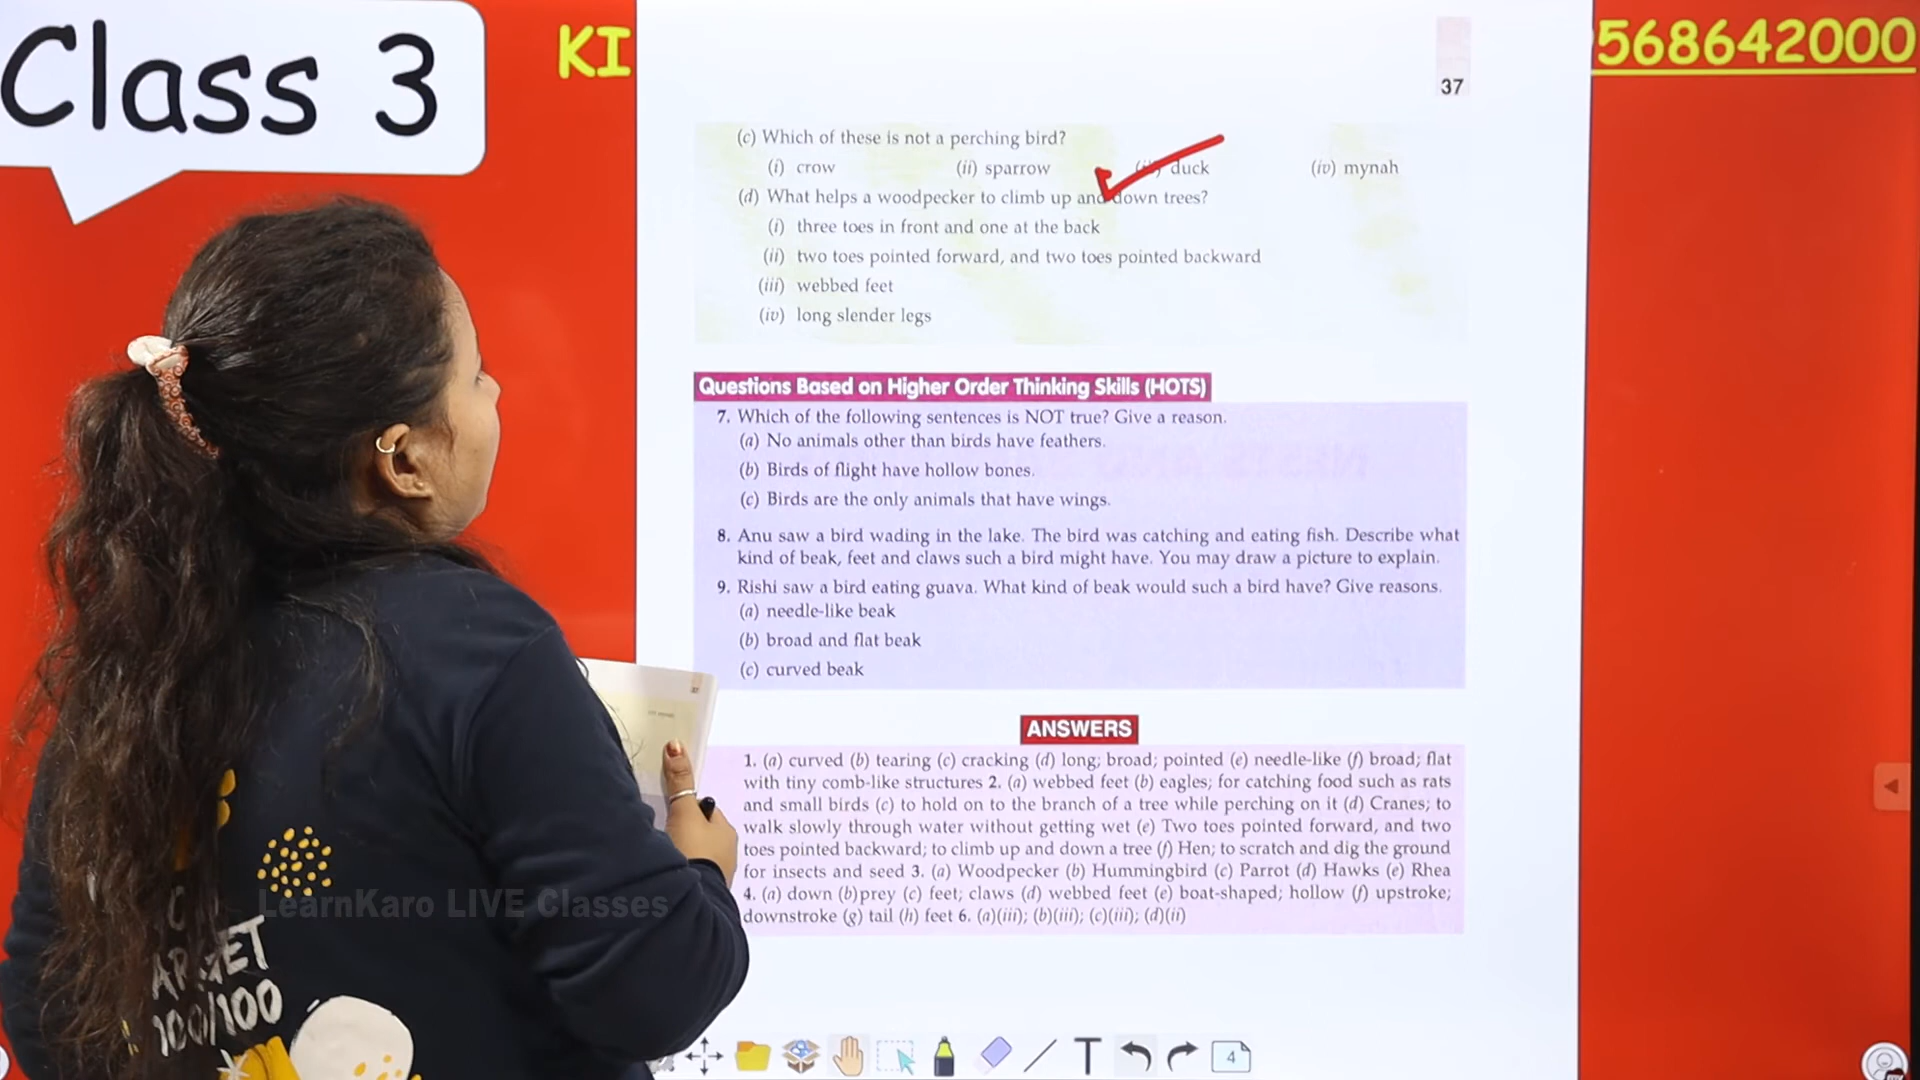 Class 3
KI
568642000
37
(c) Which of these is not a perching bird?
(i) crow (ii) sparrow duck (iv) mynah
(d) What helps a woodpecker to climb up and down trees?
(i) three toes in front and one at the back
(ii) two toes pointed forward, and two toes pointed backward
(iii) webbed feet
(iv) long slender legs
Questions Based on Higher Order Thinking Skills (HOTS)
7. Which of the following sentences is NOT true? Give a reason.
(a) No animals other than birds have feathers.
(b) Birds of flight have hollow bones.
(c) Birds are the only animals that have wings.
8. Anu saw a bird wading in the lake. The bird was catching and eating fish. Describe what
kind of beak, feet and claws such a bird might have. You may draw a picture to explain.
9. Rishi saw a bird eating guava. What kind of beak would such a bird have? Give reasons.
(a) needle-like beak
(b) broad and flat beak
(c) curved beak
ANSWERS
1. (a) curved (b) tearing (c) cracking (d) long; broad; pointed (e) needle-like (f) broad; flat
with tiny comb-like structures 2. (a) webbed feet (b) eagles; for catching food such as rats
and small birds (c) to hold on to the branch of a tree while perching on it (d) Cranes; to
walk slowly through water without getting wet (e) Two toes pointed forward, and two
toes pointed backward; to climb up and down a tree (f) Hen; to scratch and dig the ground
for insects and seed 3. (a) Woodpecker (b) Hummingbird (c) Parrot (d) Hawks (e) Rhea
4. (a) down (b)prey (c) feet; claws (d) webbed feet (e) boat-shaped; hollow (f) upstroke;
downstroke (g) tail (h) feet 6. (a)(iii); (b)(iii); (c)(iii); (d)(ii)
LearnKaro LIVE Classes
ARGET
100/100
T
4